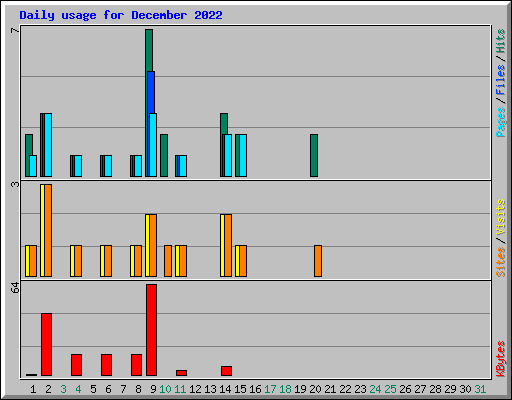 Daily usage for December 2022
7
3
64
Pages/Files/Hits
Sites/Visits
KBytes
1 2 3 4 5 6 7 8 9 10 11 12 13 14 15 16 17 18 19 20 21 22 23 24 25 26 27 28 29 30 31